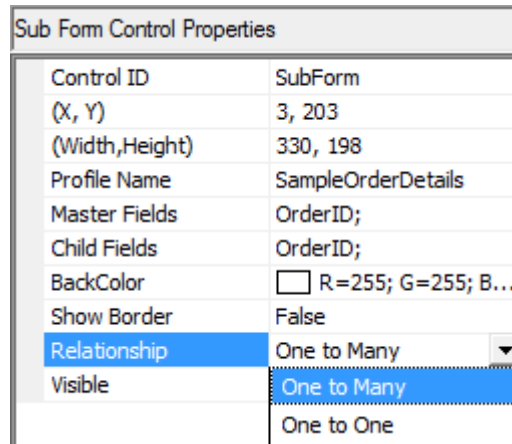 Sub Form Control Properties
Control ID SubForm
(X, Y) 3, 203
(Width,Height) 330, 198
Profile Name SampleOrderDetails
Master Fields OrderID;
Child Fields OrderID;
BackColor R=255; G=255; B...
Show Border False
Relationship One to Many
Visible One to Many
One to One